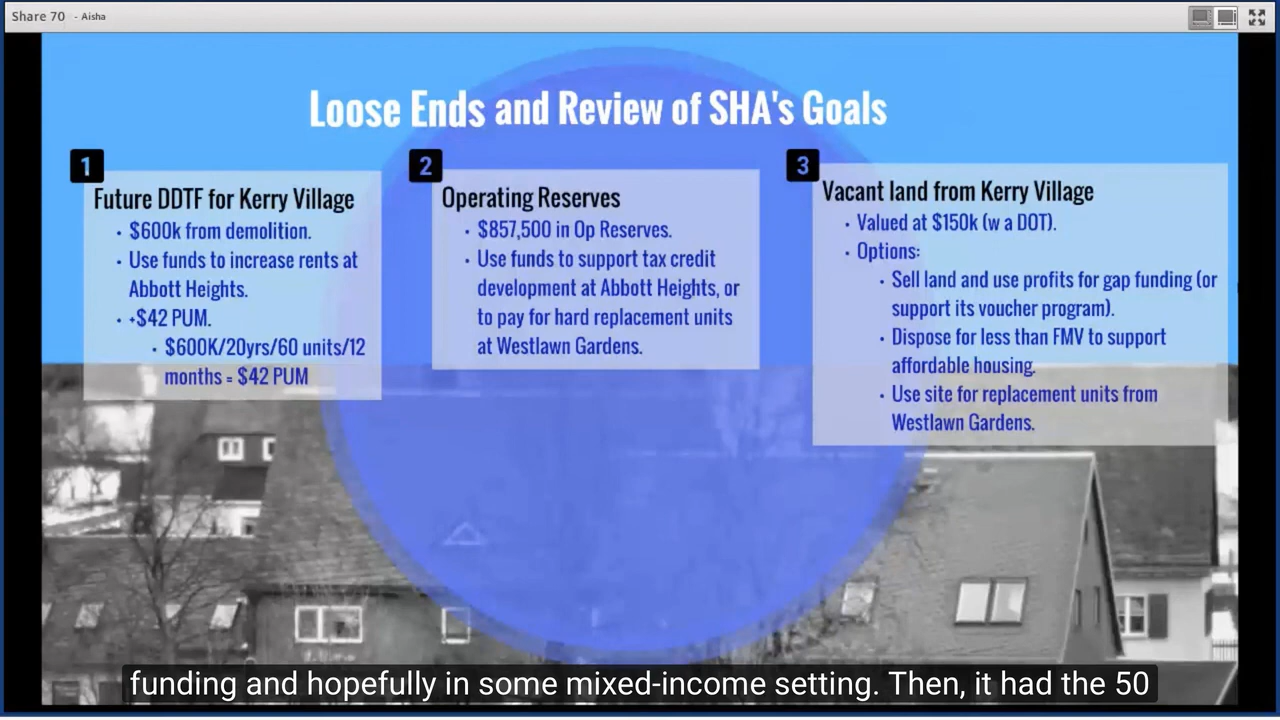 Share 70 - Aisha
Loose Ends and Review of SHA's Goals
1
Future DDTF for Kerry Village
• $600k from demolition.
• Use funds to increase rents at
Abbott Heights.
• +$42 PUM.
• $600K/20yrs/60 units/12
months = $42 PUM
2
Operating Reserves
• $857,500 in Op Reserves.
• Use funds to support tax credit
development at Abbott Heights, or
to pay for hard replacement units
at Westlawn Gardens.
3
Vacant land from Kerry Village
• Valued at $150k (w a DOT).
• Options:
• Sell land and use profits for gap funding (or
support its voucher program).
• Dispose for less than FMV to support
affordable housing.
• Use site for replacement units from
Westlawn Gardens.
funding and hopefully in some mixed-income setting. Then, it had the 50